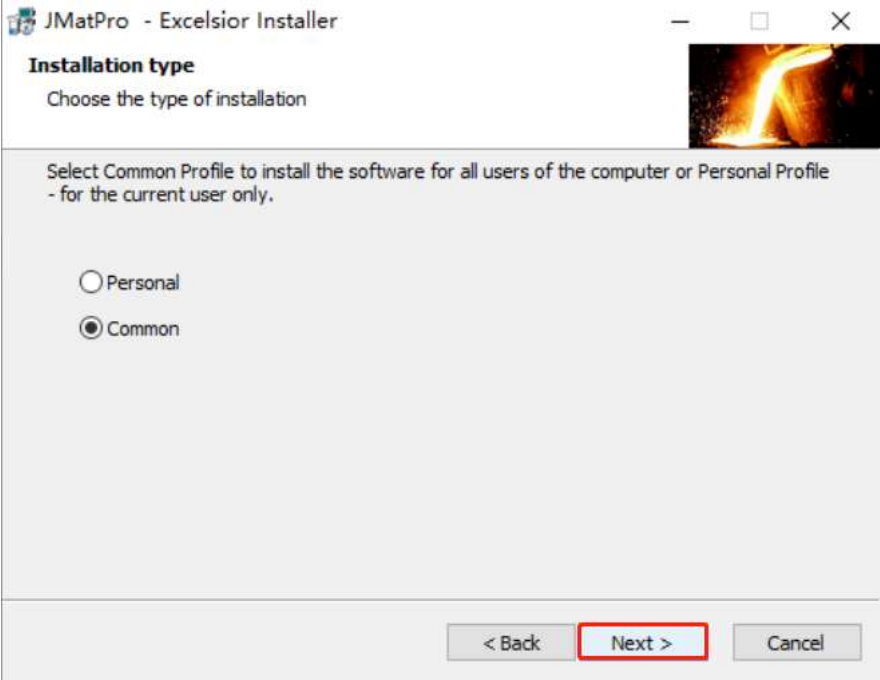 JMatPro - Excelsior Installer
Installation type
Choose the type of installation
Select Common Profile to install the software for all users of the computer or Personal Profile
- for the current user only.
Personal
Common
< Back Next > Cancel